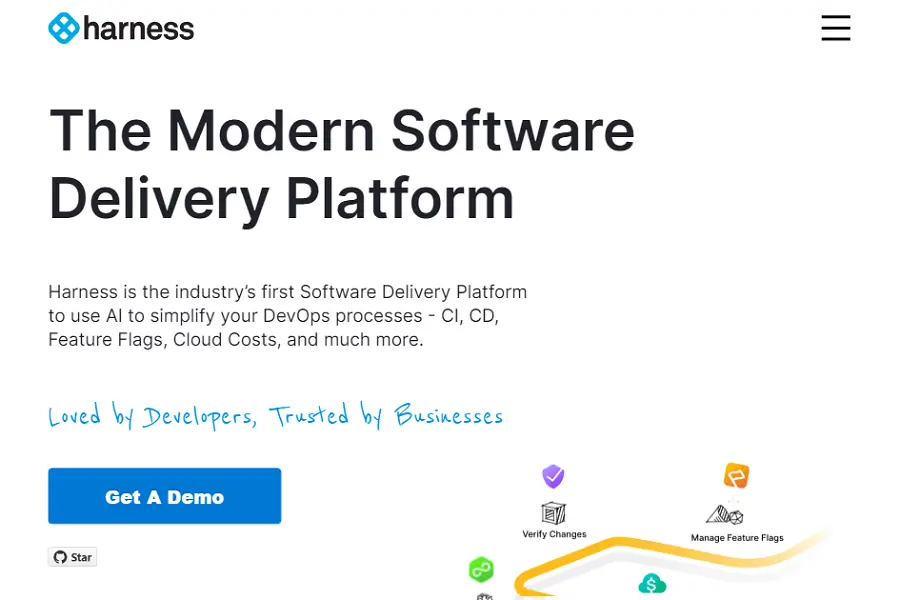 harness
The Modern Software
Delivery Platform
Harness is the industry’s first Software Delivery Platform
to use AI to simplify your DevOps processes - CI, CD,
Feature Flags, Cloud Costs, and much more.
Loved by Developers, Trusted by Businesses
Get A Demo
Star
Verify Changes
Manage Feature Flags
$